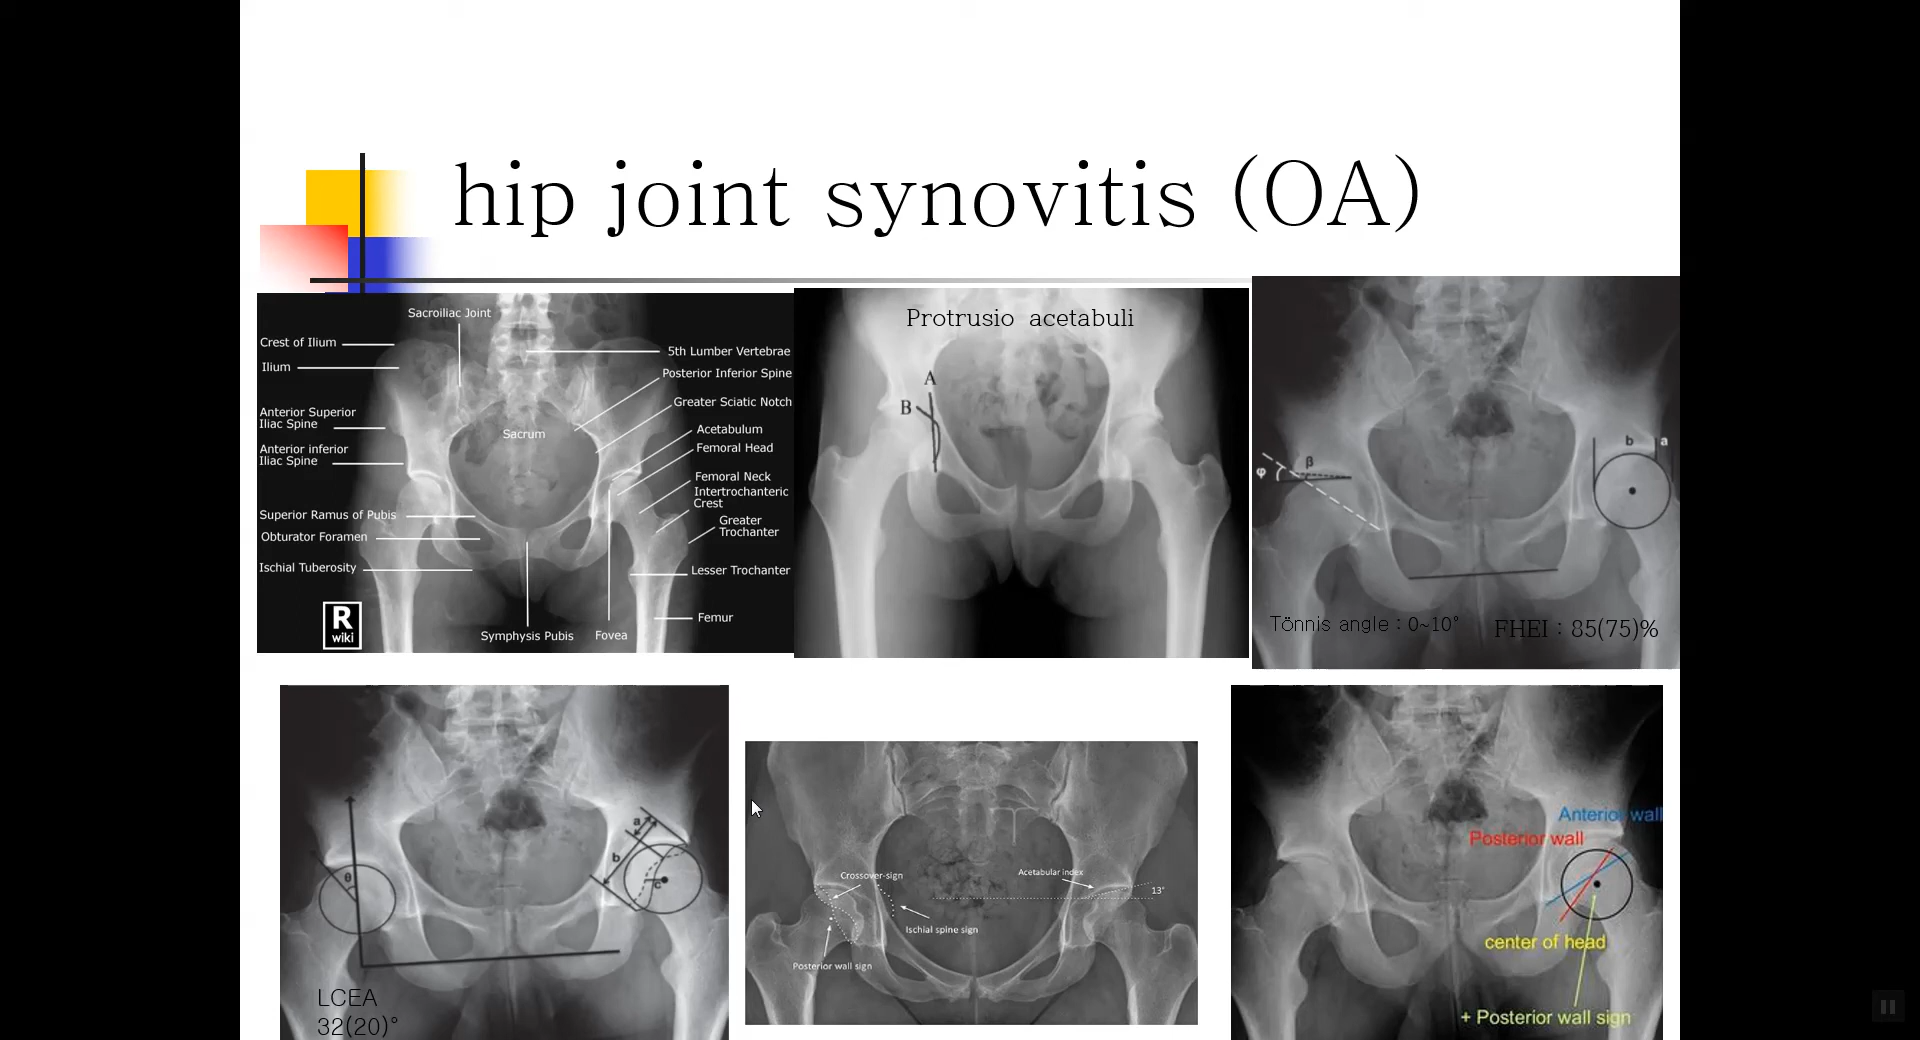 hip joint synovitis (OA)
Sacroiliac Joint
Crest of Ilium
Ilium
Anterior Superior
Iliac Spine
Anterior inferior
Iliac Spine
Superior Ramus of Pubis
Obturator Foramen
Ischial Tuberosity
Sacrum
5th Lumber Vertebrae
Posterior Inferior Spine
Greater Sciatic Notch
Acetabulum
Femoral Head
Femoral Neck
Intertrochanteric
Crest
Greater
Trochanter
Lesser Trochanter
Femur
Symphysis Pubis
Fovea
R
wiki
Protrusio acetabuli
A
B
φ
β
b
a
Tönnis angle : 0~10°
FHEI : 85(75)%
θ
a
b
c
LCEA
32(20)°
Crossover-sign
Acetabular index
13°
Ischial spine sign
Posterior wall sign
Anterior wall
Posterior wall
center of head
+ Posterior wall sign